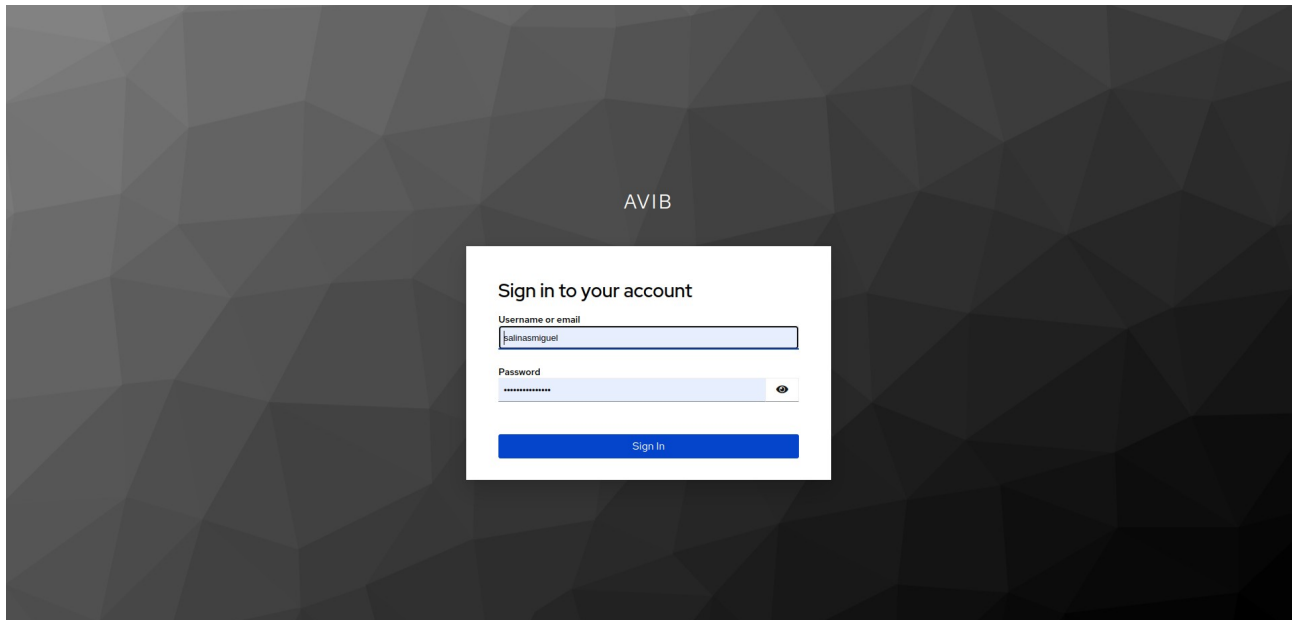 AVIB
Sign in to your account
Username or email
salinasmiguel
Password
•••••••••••••••
Sign In